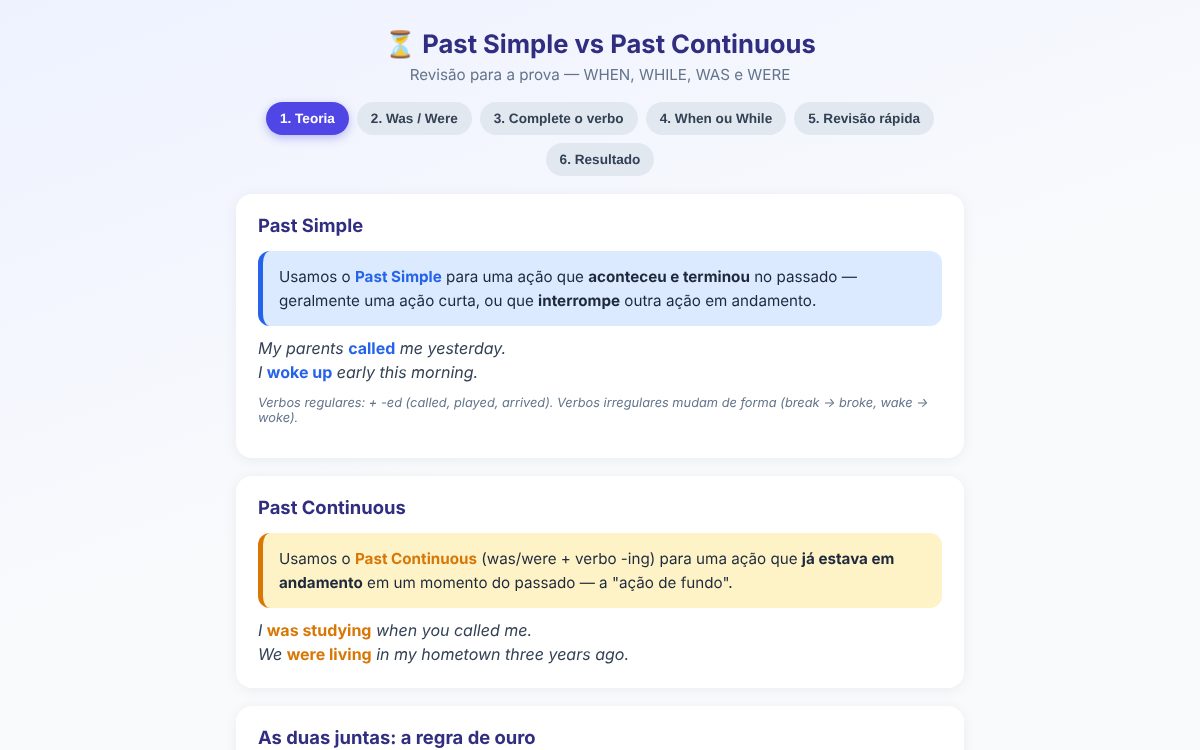 ⏳ Past Simple vs Past Continuous
Revisão para a prova — WHEN, WHILE, WAS e WERE
1. Teoria
2. Was / Were
3. Complete o verbo
4. When ou While
5. Revisão rápida
6. Resultado
Past Simple
Usamos o Past Simple para uma ação que aconteceu e terminou no passado —
geralmente uma ação curta, ou que interrompe outra ação em andamento.
My parents called me yesterday.
I woke up early this morning.
Verbos regulares: + -ed (called, played, arrived). Verbos irregulares mudam de forma (break → broke, wake →
woke).
Past Continuous
Usamos o Past Continuous (was/were + verbo -ing) para uma ação que já estava em
andamento em um momento do passado — a "ação de fundo".
I was studying when you called me.
We were living in my hometown three years ago.
As duas juntas: a regra de ouro